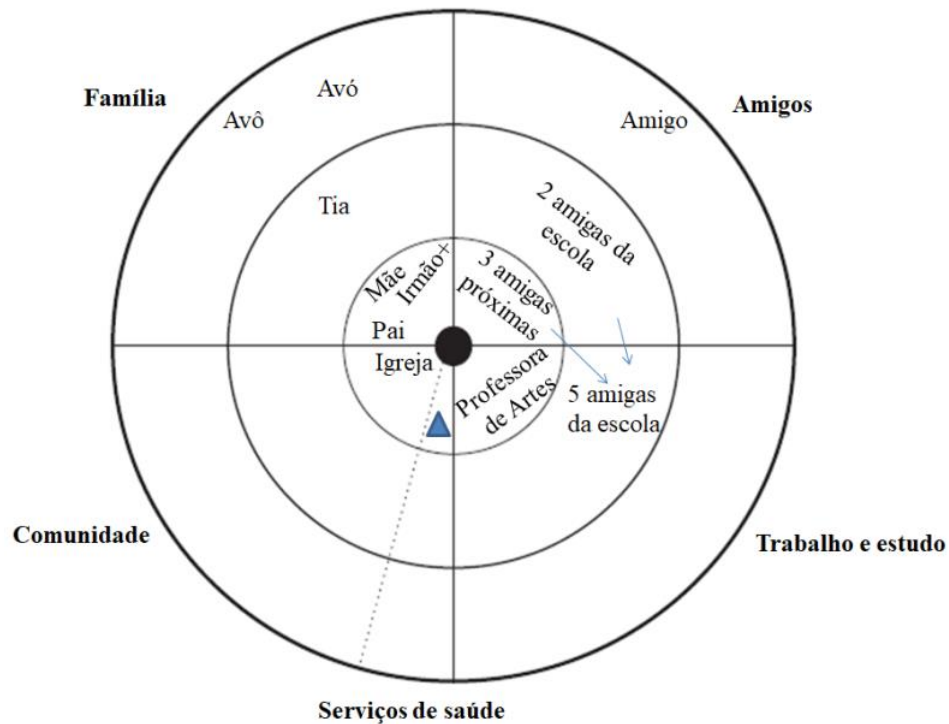 Família
Avó
Avô
Amigos
Amigo
Tia
2 amigas da
escola
Mãe
Irmão+
3 amigas
próximas
Pai
Igreja
Professora
de Artes
5 amigas
da escola
Comunidade
Trabalho e estudo
Serviços de saúde